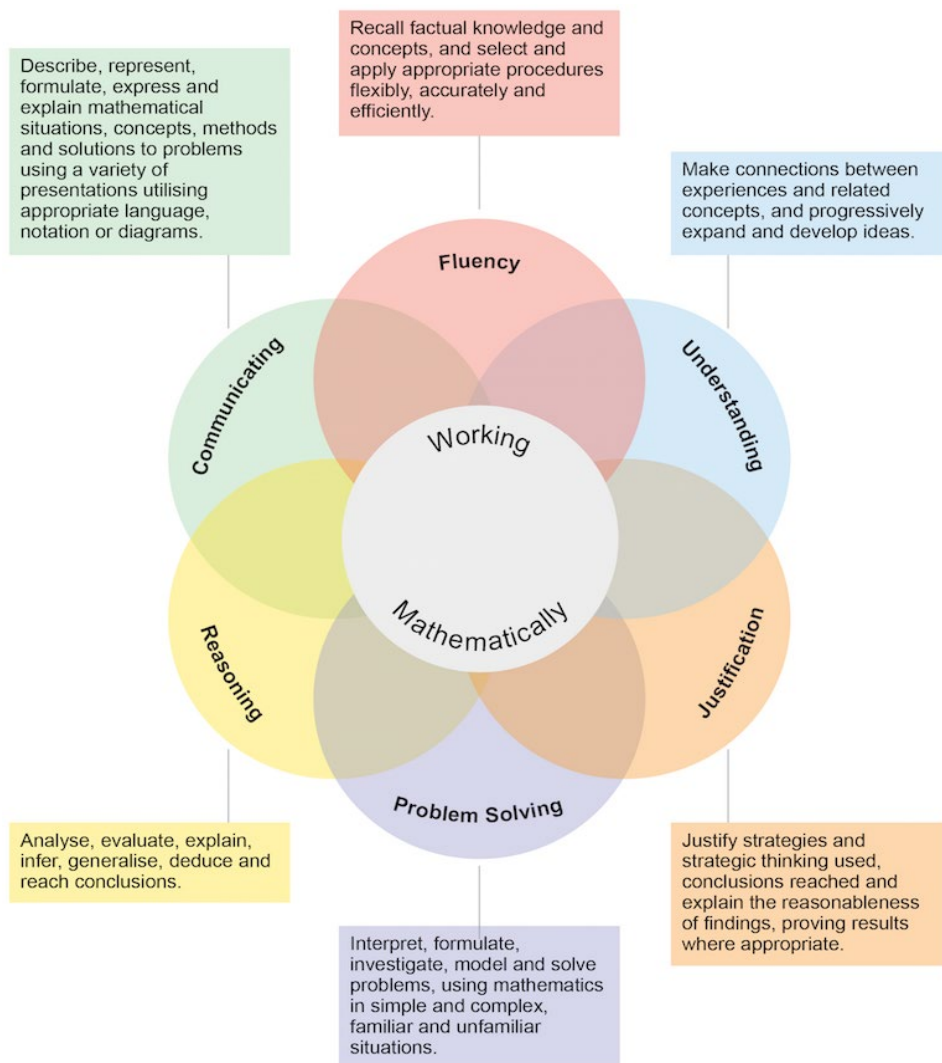 Recall factual knowledge and
concepts, and select and
apply appropriate procedures
flexibly, accurately and
efficiently.
Describe, represent,
formulate, express and
explain mathematical
situations, concepts, methods
and solutions to problems
using a variety of
presentations utilising
appropriate language,
notation or diagrams.
Make connections between
experiences and related
concepts, and progressively
expand and develop ideas.
Fluency
Communicating
Understanding
Working
Mathematically
Reasoning
Justification
Problem Solving
Analyse, evaluate, explain,
infer, generalise, deduce and
reach conclusions.
Justify strategies and
strategic thinking used,
conclusions reached and
explain the reasonableness
of findings, proving results
where appropriate.
Interpret, formulate,
investigate, model and solve
problems, using mathematics
in simple and complex,
familiar and unfamiliar
situations.